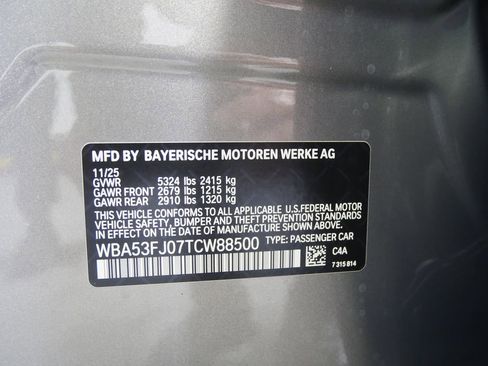 MFD BY BAYERISCHE MOTOREN WERKE AG
11/25
GVWR 5324 lbs 2415 kg
GAWR FRONT 2679 lbs 1215 kg
GAWR REAR 2910 lbs 1320 kg
THIS VEHICLE CONFORMS TO ALL APPLICABLE U.S.FEDERAL MOTOR
VEHICLE SAFETY, BUMPER AND THEFT PREVENTION STANDARDS
IN EFFECT ON THE DATE OF MANUFACTURE SHOWN ABOVE.
WBA53FJ07TCW88500 TYPE: PASSENGER CAR
C4A
7 315 814